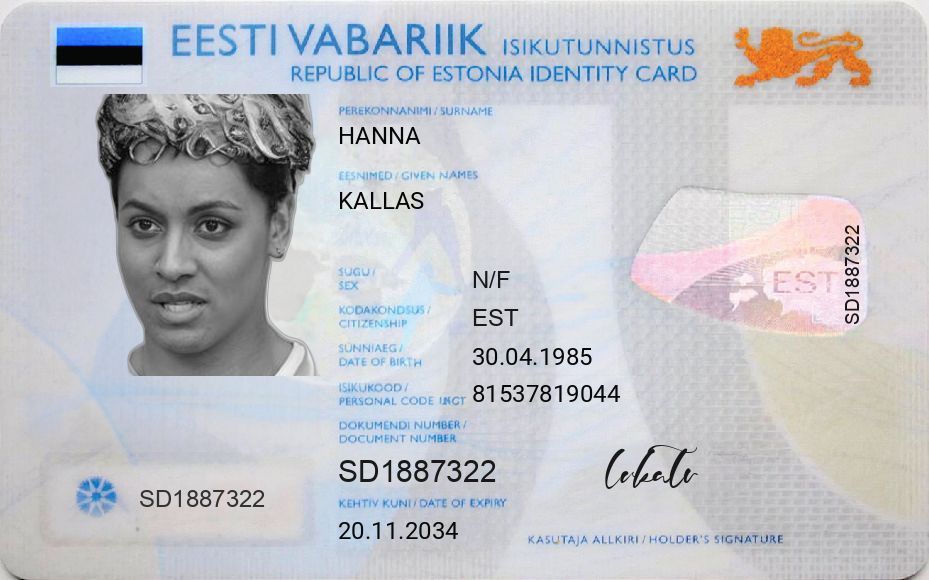 EESTI VABARIIK ISIKUTUNNISTUS
REPUBLIC OF ESTONIA IDENTITY CARD
PEREKONNANIMI / SURNAME
HANNA
EESNIMED / GIVEN NAMES
KALLAS
SUGU / SEX
N/F
KODAKONDSUS / CITIZENSHIP
EST
SÜNNIAEG / DATE OF BIRTH
30.04.1985
ISIKUKOOD / PERSONAL CODE
81537819044
DOKUMENDI NUMBER / DOCUMENT NUMBER
SD1887322
KEHTIV KUNI / DATE OF EXPIRY
20.11.2034
SD1887322
EST
SD1887322
KASUTAJA ALLKIRI / HOLDER'S SIGNATURE